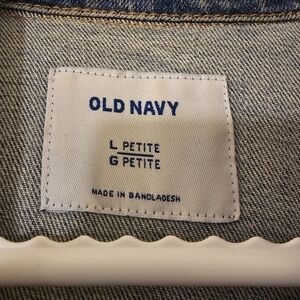 OLD NAVY
L PETITE
G PETITE
MADE IN BANGLADESH